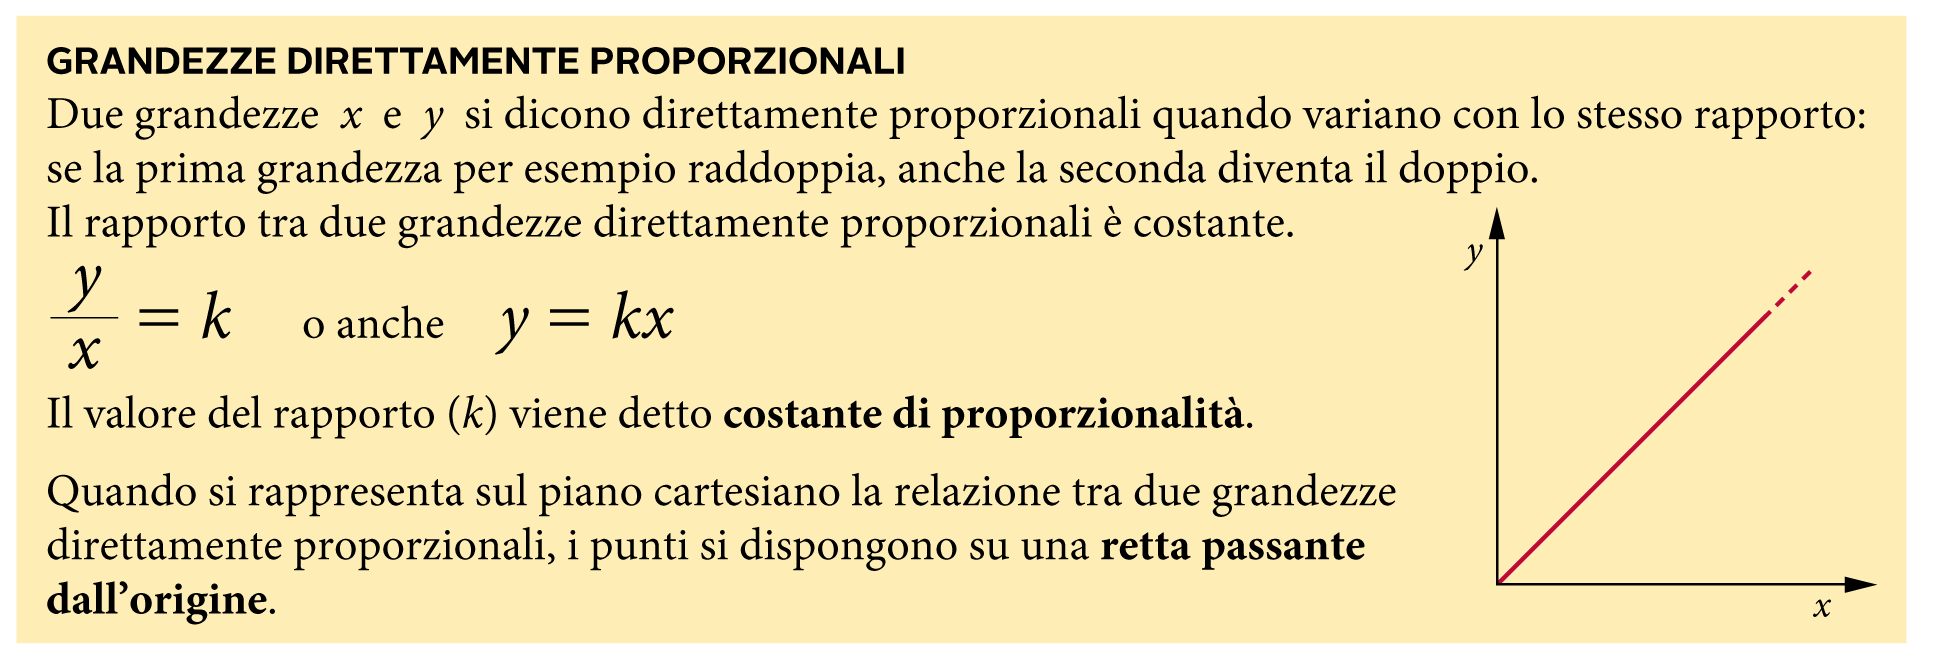 GRANDEZZE DIRETTAMENTE PROPORZIONALI
Due grandezze x e y si dicono direttamente proporzionali quando variano con lo stesso rapporto:
se la prima grandezza per esempio raddoppia, anche la seconda diventa il doppio.
Il rapporto tra due grandezze direttamente proporzionali è costante.
y/x = k o anche y = kx
Il valore del rapporto (k) viene detto costante di proporzionalità.
Quando si rappresenta sul piano cartesiano la relazione tra due grandezze
direttamente proporzionali, i punti si dispongono su una retta passante
dall’origine.
y
x